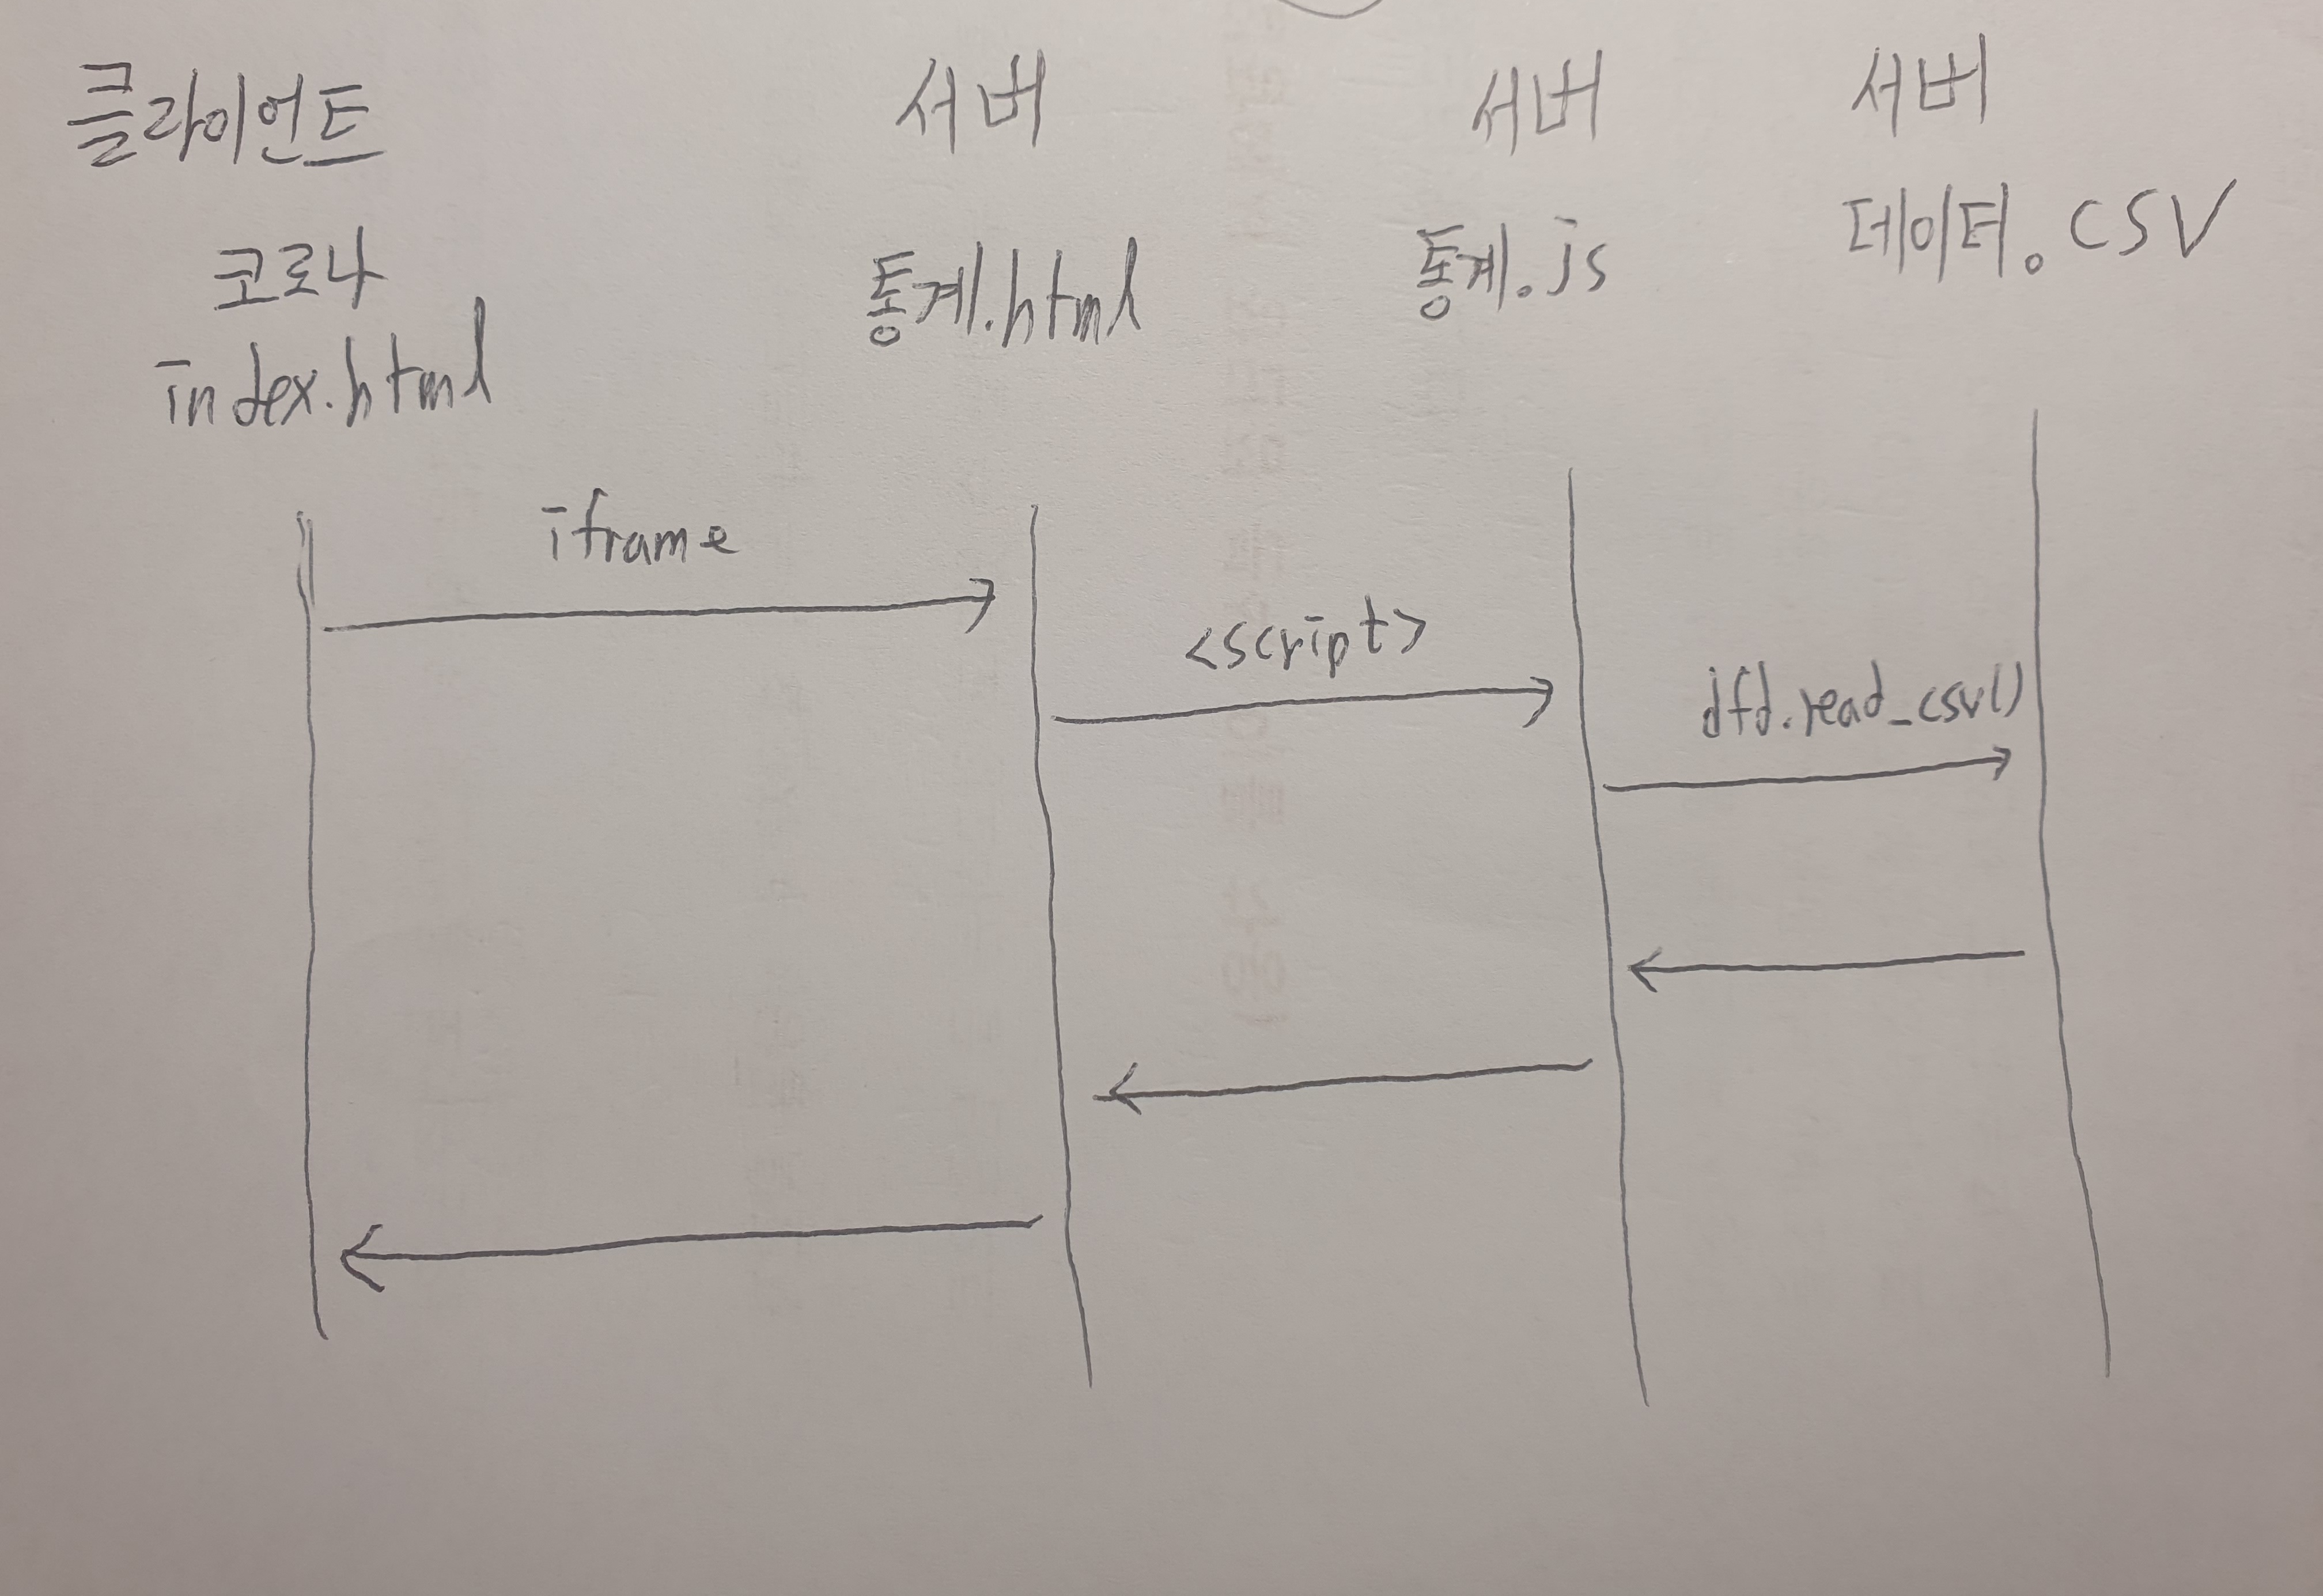 클라이언트
코로나
index.html
서버
통계.html
서버
통계.js
서버
데이터.csv
iframe
<script>
dfd.read_csv()